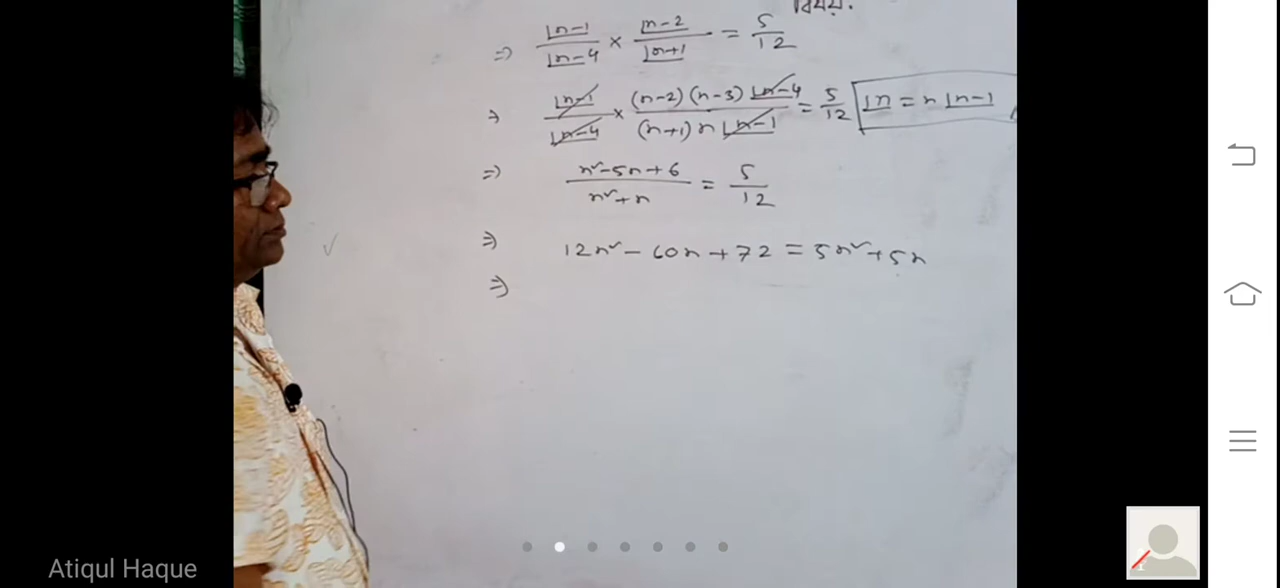 বিষয়.
=> |n-1 / |n-4 × |n-2 / |n+1 = 5/12
=> |n-1 / |n-4 × (n-2)(n-3)|n-4 / (n+1)n|n-1 = 5/12 |n = n|n-1
=> n²-5n+6 / n²+n = 5/12
=> 12n²-60n+72 = 5n²+5n
=>
Atiqul Haque